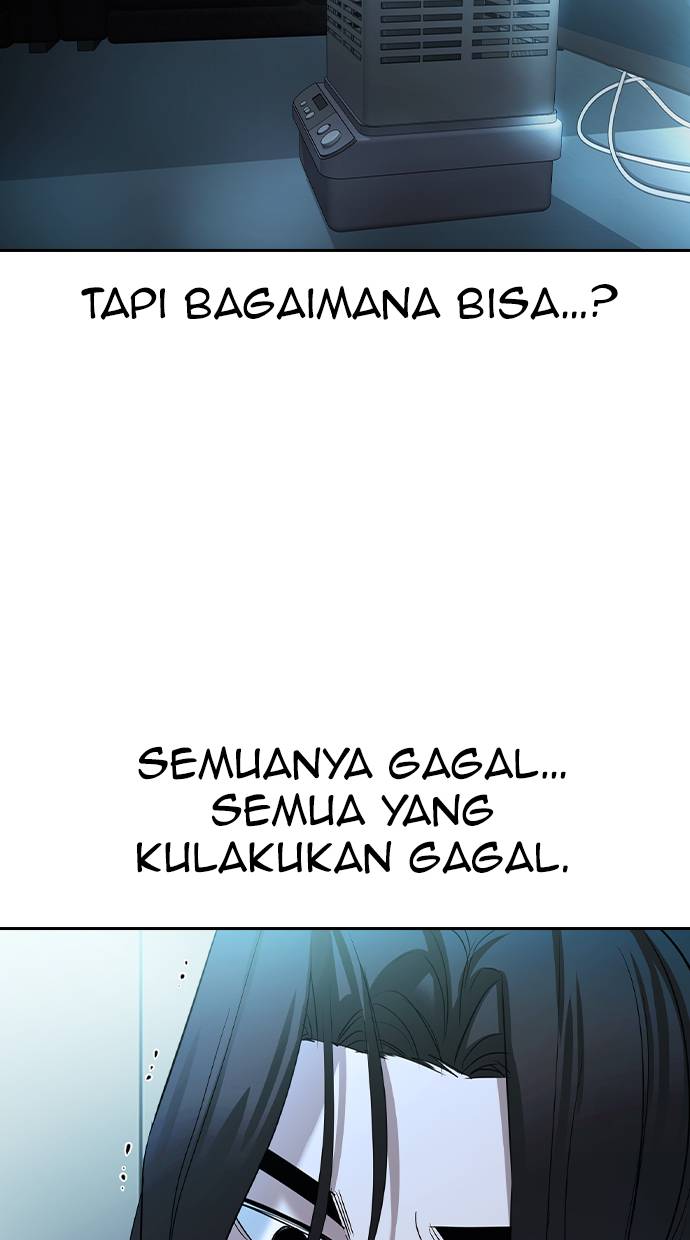 TAPI BAGAIMANA BISA...?
SEMUANYA GAGAL...
SEMUA YANG
KULAKUKAN GAGAL.